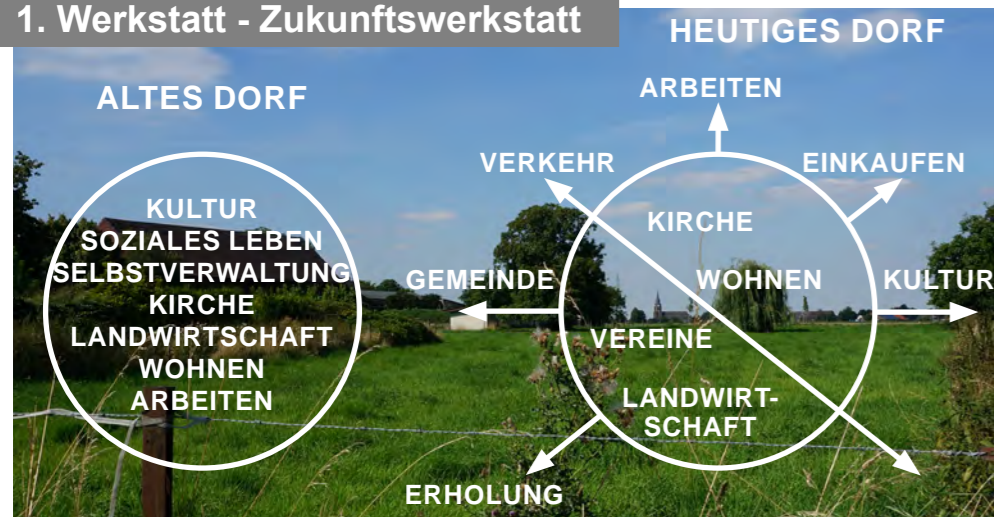 1. Werkstatt - Zukunftswerkstatt
ALTES DORF
KULTUR
SOZIALES LEBEN
SELBSTVERWALTUNG
KIRCHE
LANDWIRTSCHAFT
WOHNEN
ARBEITEN
HEUTIGES DORF
ARBEITEN
VERKEHR
EINKAUFEN
KIRCHE
GEMEINDE
WOHNEN
KULTUR
VEREINE
LANDWIRT-
SCHAFT
ERHOLUNG